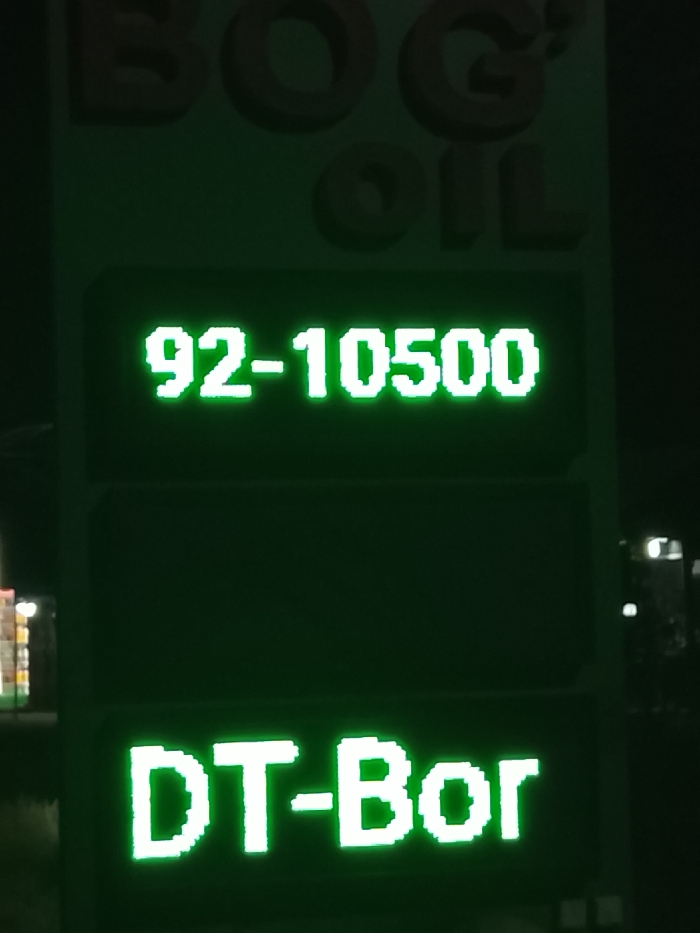 BOG'
OIL
92-10500
DT-Bor